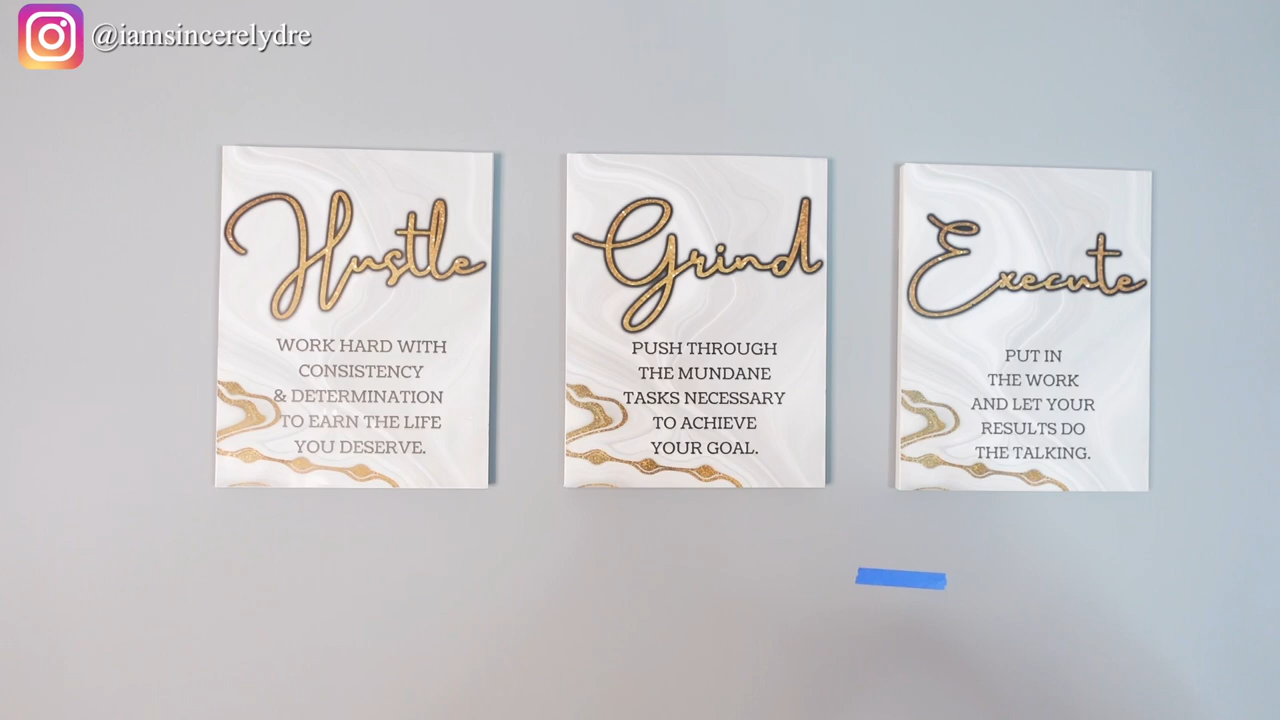 @iamsincerelydre
Hustle
WORK HARD WITH
CONSISTENCY
& DETERMINATION
TO EARN THE LIFE
YOU DESERVE.
Grind
PUSH THROUGH
THE MUNDANE
TASKS NECESSARY
TO ACHIEVE
YOUR GOAL.
Execute
PUT IN
THE WORK
AND LET YOUR
RESULTS DO
THE TALKING.